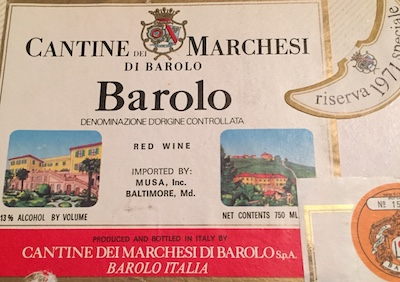 CANTINE DEI MARCHESI
DI BAROLO
Barolo
DENOMINAZIONE D'ORIGINE CONTROLLATA
RED WINE
IMPORTED BY:
MUSA, Inc.
BALTIMORE, Md.
13% ALCOHOL BY VOLUME
NET CONTENTS 750 ML
PRODUCED AND BOTTLED IN ITALY BY
CANTINE DEI MARCHESI DI BAROLO S.p.A.
BAROLO ITALIA
riserva 1971 speciale
Nº 15